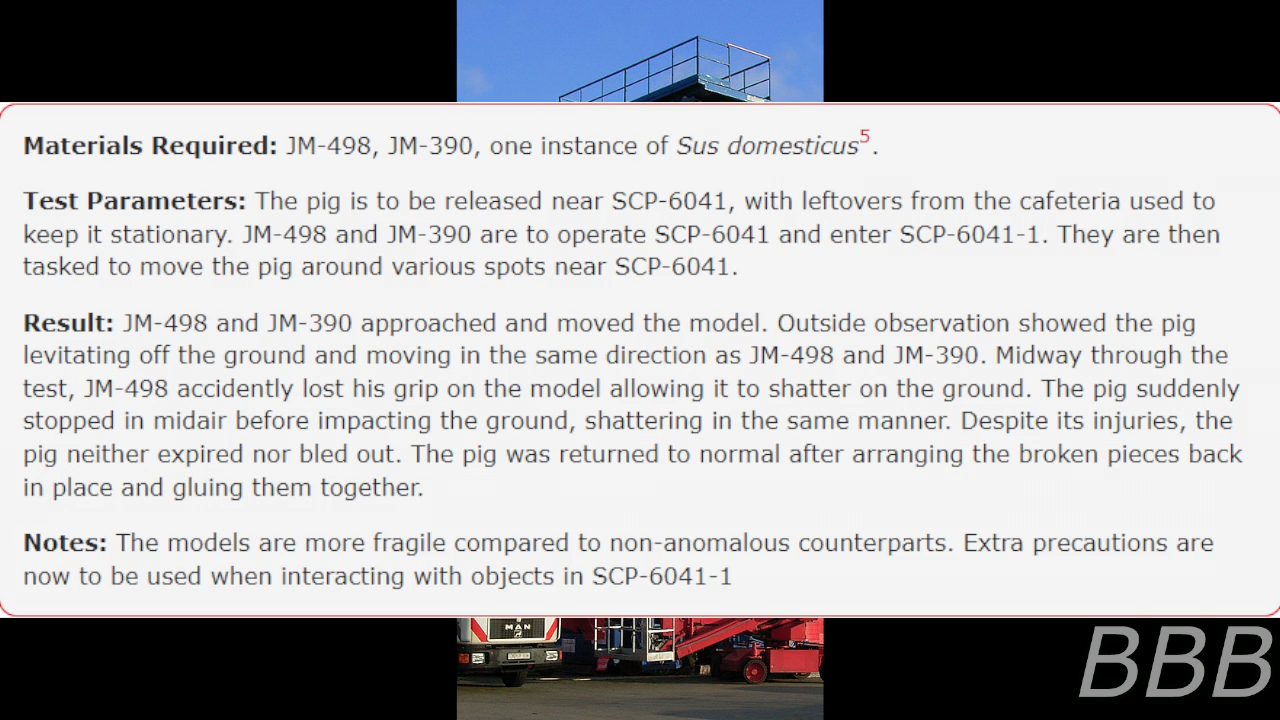 Materials Required: JM-498, JM-390, one instance of Sus domesticus5.
Test Parameters: The pig is to be released near SCP-6041, with leftovers from the cafeteria used to
keep it stationary. JM-498 and JM-390 are to operate SCP-6041 and enter SCP-6041-1. They are then
tasked to move the pig around various spots near SCP-6041.
Result: JM-498 and JM-390 approached and moved the model. Outside observation showed the pig
levitating off the ground and moving in the same direction as JM-498 and JM-390. Midway through the
test, JM-498 accidently lost his grip on the model allowing it to shatter on the ground. The pig suddenly
stopped in midair before impacting the ground, shattering in the same manner. Despite its injuries, the
pig neither expired nor bled out. The pig was returned to normal after arranging the broken pieces back
in place and gluing them together.
Notes: The models are more fragile compared to non-anomalous counterparts. Extra precautions are
now to be used when interacting with objects in SCP-6041-1
MAN
BBB